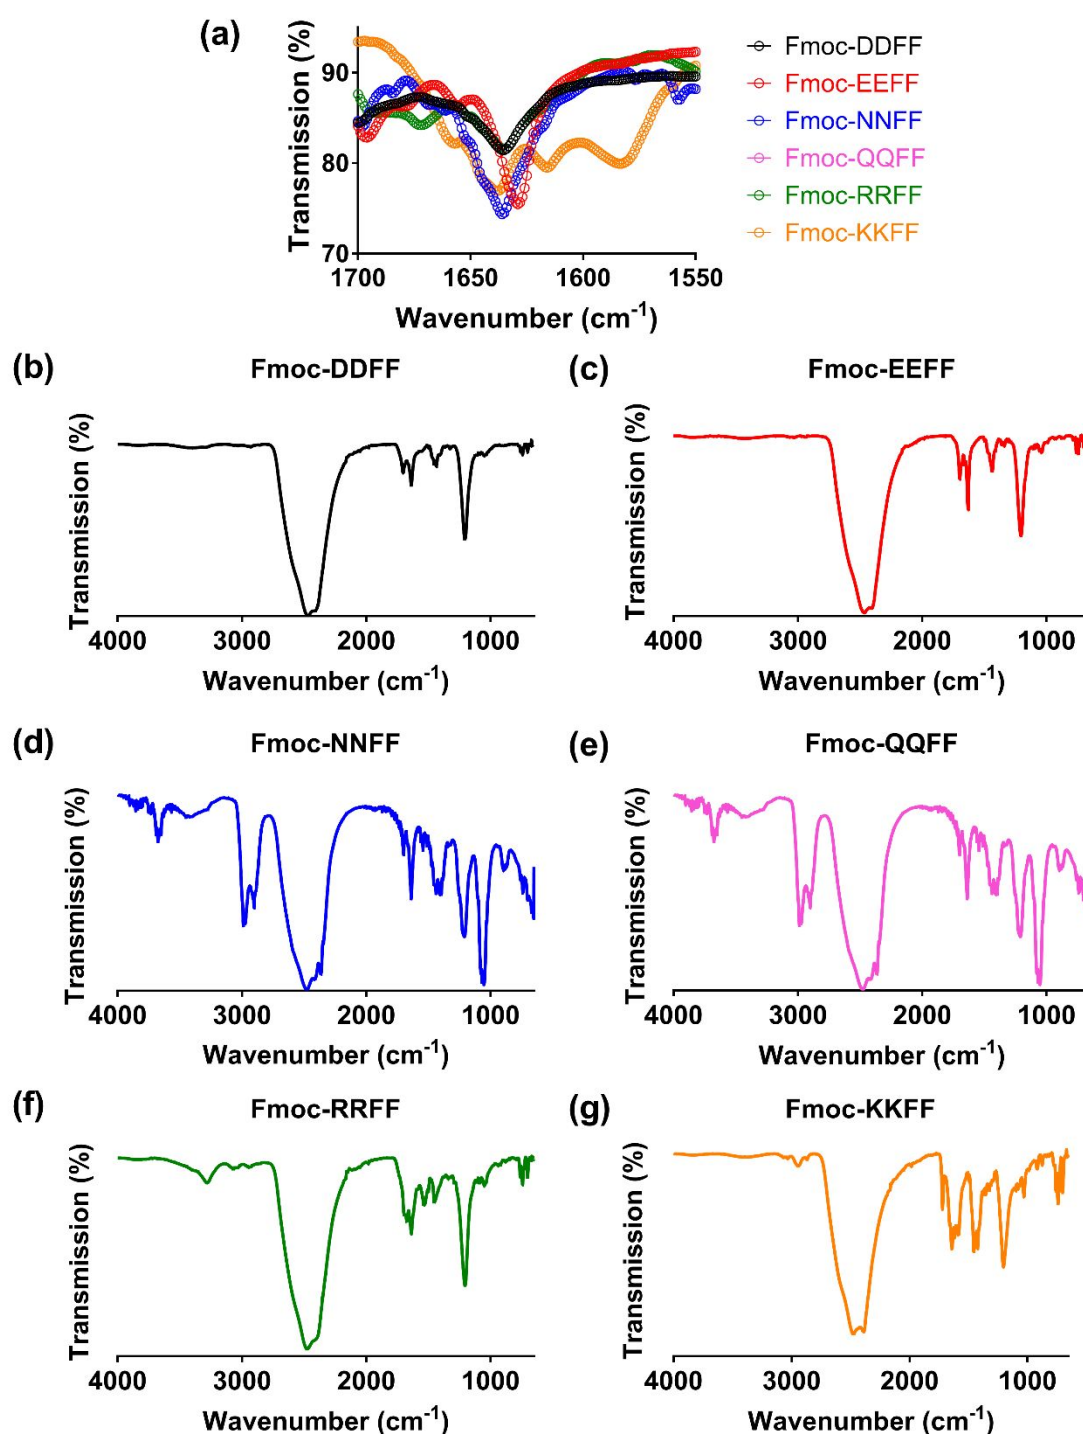 (a)
Transmission (%)
90
80
70
1700 1650 1600 1550
Wavenumber (cm-1)
Fmoc-DDFF
Fmoc-EEFF
Fmoc-NNFF
Fmoc-QQFF
Fmoc-RRFF
Fmoc-KKFF
(b)
Fmoc-DDFF
Transmission (%)
4000 3000 2000 1000
Wavenumber (cm-1)
(c)
Fmoc-EEFF
Transmission (%)
4000 3000 2000 1000
Wavenumber (cm-1)
(d)
Fmoc-NNFF
Transmission (%)
4000 3000 2000 1000
Wavenumber (cm-1)
(e)
Fmoc-QQFF
Transmission (%)
4000 3000 2000 1000
Wavenumber (cm-1)
(f)
Fmoc-RRFF
Transmission (%)
4000 3000 2000 1000
Wavenumber (cm-1)
(g)
Fmoc-KKFF
Transmission (%)
4000 3000 2000 1000
Wavenumber (cm-1)